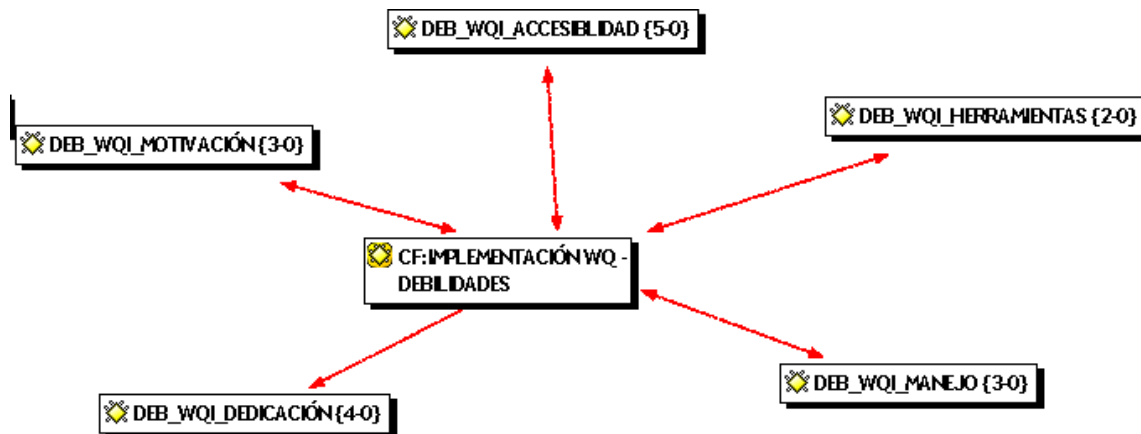 DEB_WQI_ACCESIBLIDAD {5-0}
DEB_WQI_HERRAMIENTAS {2-0}
DEB_WQI_MOTIVACIÓN {3-0}
CF:IMPLEMENTACIÓN WQ -
DEBILIDADES
DEB_WQI_MANEJO {3-0}
DEB_WQI_DEDICACIÓN {4-0}